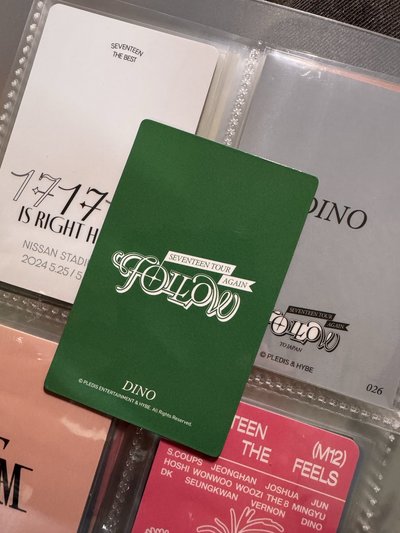 SEVENTEEN
THE BEST
1717
IS RIGHT H
NISSAN STADI
2024 5.25 / 5
DINO
SEVENTEEN TOUR
AGAIN
FOLLOW
TO JAPAN
© PLEDIS & HYBE
026
SEVENTEEN TOUR
AGAIN
FOLLOW
DINO
© PLEDIS ENTERTAINMENT & HYBE. All Rights Reserved.
M
TEEN (M12)
THE FEELS
S.COUPS JEONGHAN JOSHUA JUN
HOSHI WONWOO WOOZI THE 8 MINGYU
DK SEUNGKWAN VERNON DINO